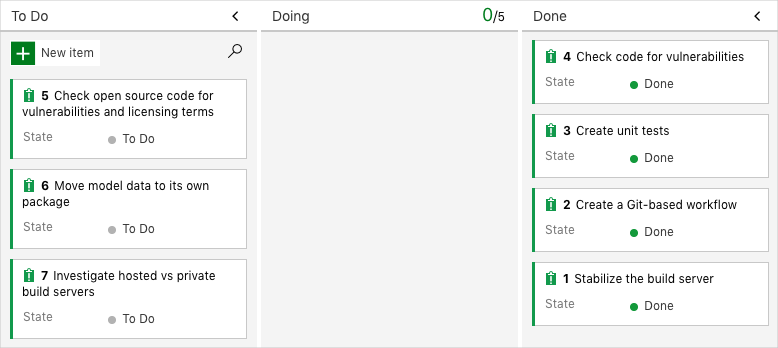 To Do
New item
5 Check open source code for
vulnerabilities and licensing terms
State To Do
6 Move model data to its own
package
State To Do
7 Investigate hosted vs private
build servers
State To Do
Doing 0/5
Done
4 Check code for vulnerabilities
State Done
3 Create unit tests
State Done
2 Create a Git-based workflow
State Done
1 Stabilize the build server
State Done